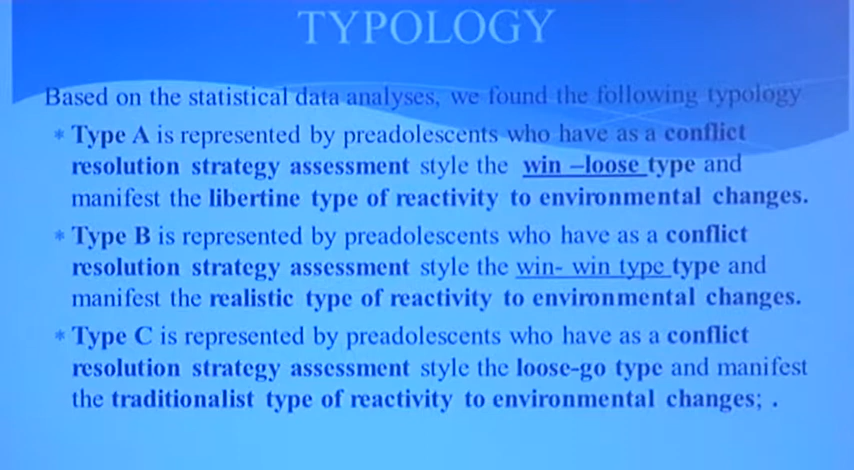 TYPOLOGY
Based on the statistical data analyses, we found the following typology
* Type A is represented by preadolescents who have as a conflict
resolution strategy assessment style the win –loose type and
manifest the libertine type of reactivity to environmental changes.
* Type B is represented by preadolescents who have as a conflict
resolution strategy assessment style the win- win type type and
manifest the realistic type of reactivity to environmental changes.
* Type C is represented by preadolescents who have as a conflict
resolution strategy assessment style the loose-go type and manifest
the traditionalist type of reactivity to environmental changes; .